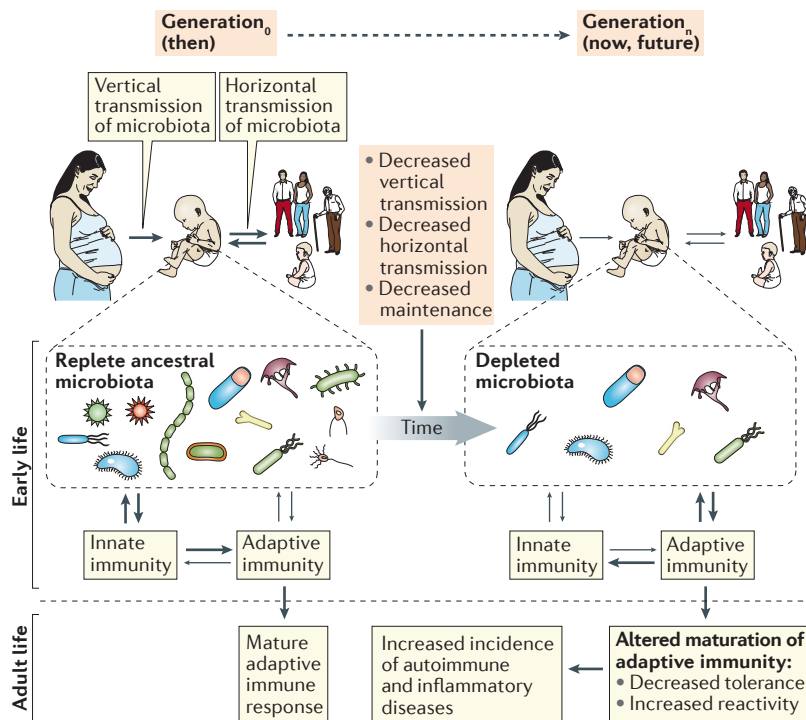 Generation₀
(then)
Generationₙ
(now, future)
Vertical
transmission
of microbiota
Horizontal
transmission
of microbiota
• Decreased
vertical
transmission
• Decreased
horizontal
transmission
• Decreased
maintenance
Early life
Replete ancestral
microbiota
Time
Depleted
microbiota
Innate
immunity
Adaptive
immunity
Innate
immunity
Adaptive
immunity
Adult life
Mature
adaptive
immune
response
Increased incidence
of autoimmune
and inflammatory
diseases
Altered maturation of
adaptive immunity:
• Decreased tolerance
• Increased reactivity